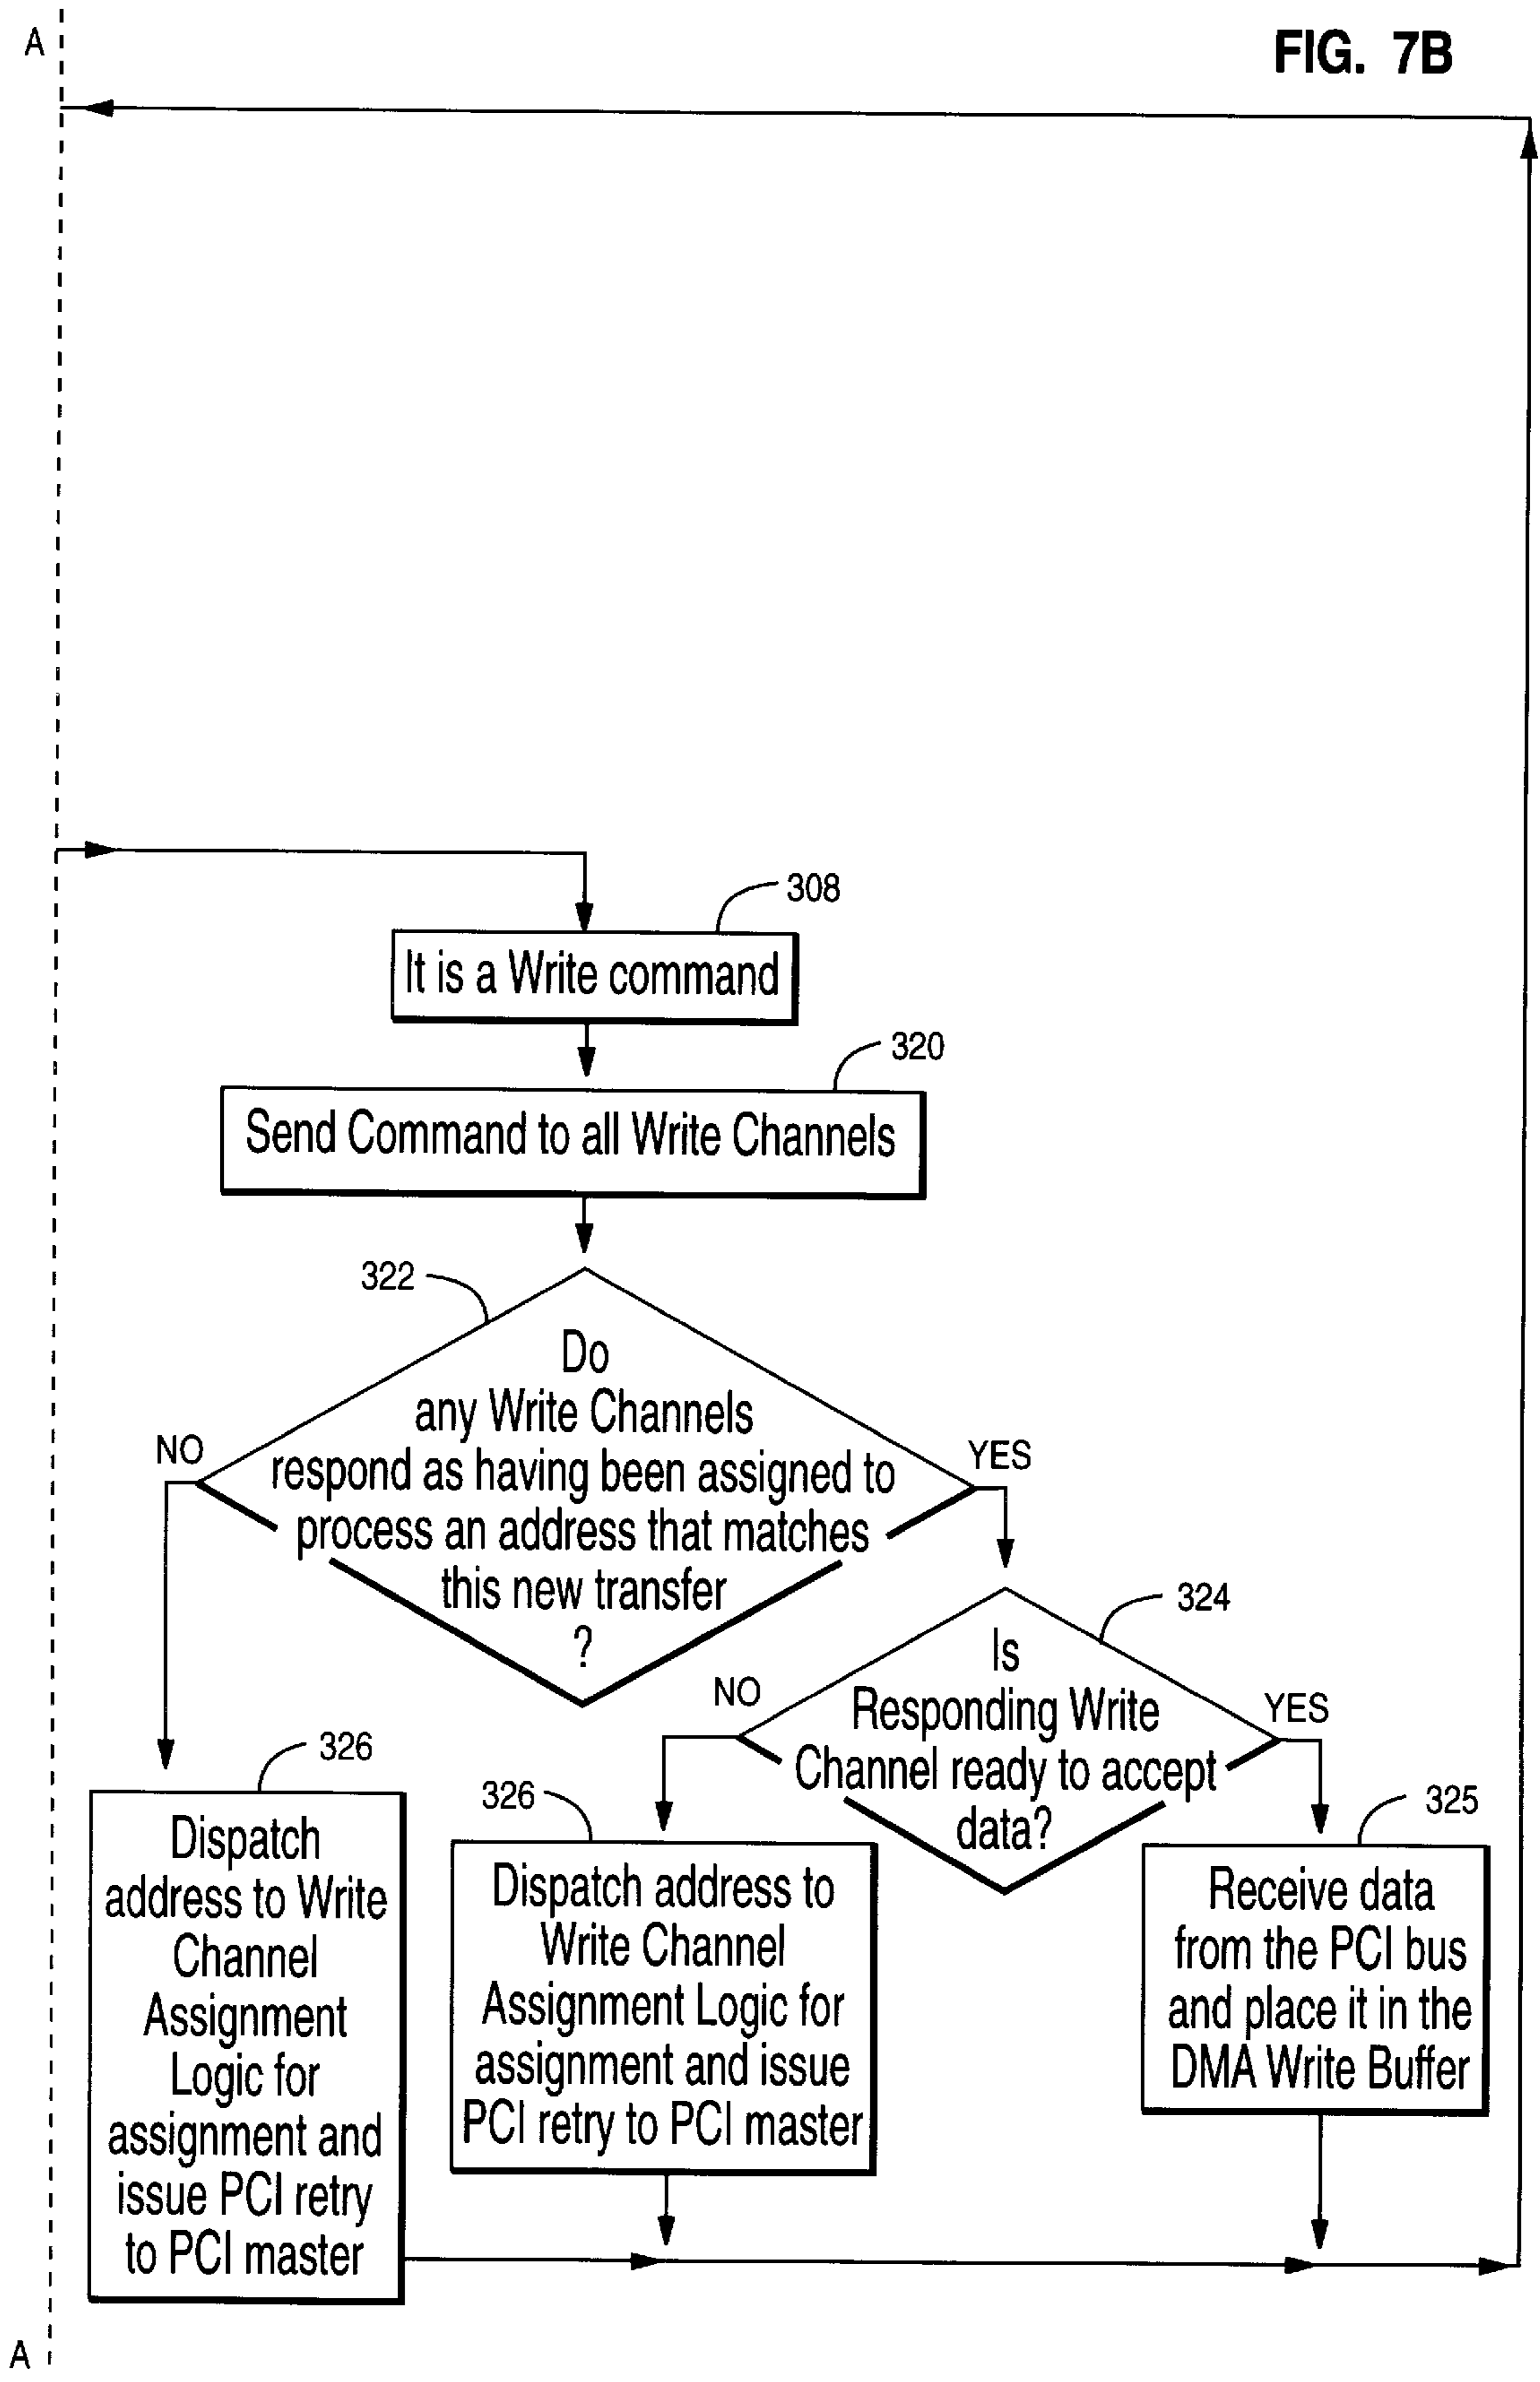 A
FIG. 7B
308
It is a Write command
320
Send Command to all Write Channels
322
Do
any Write Channels
respond as having been assigned to
process an address that matches
this new transfer
?
NO
YES
324
Is
Responding Write
Channel ready to accept
data?
NO
YES
326
Dispatch
address to Write
Channel
Assignment
Logic for
assignment and
issue PCI retry
to PCI master
326
Dispatch address to
Write Channel
Assignment Logic for
assignment and issue
PCI retry to PCI master
325
Receive data
from the PCI bus
and place it in the
DMA Write Buffer
A